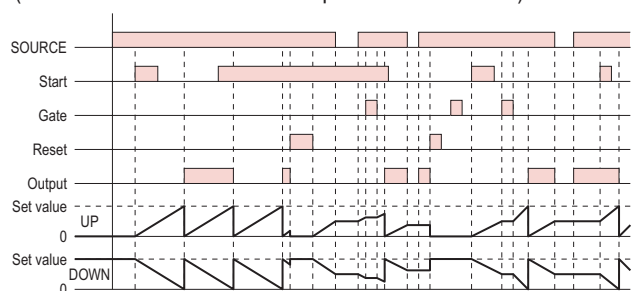 SOURCE
Start
Gate
Reset
Output
Set value
UP
0
Set value
DOWN
0